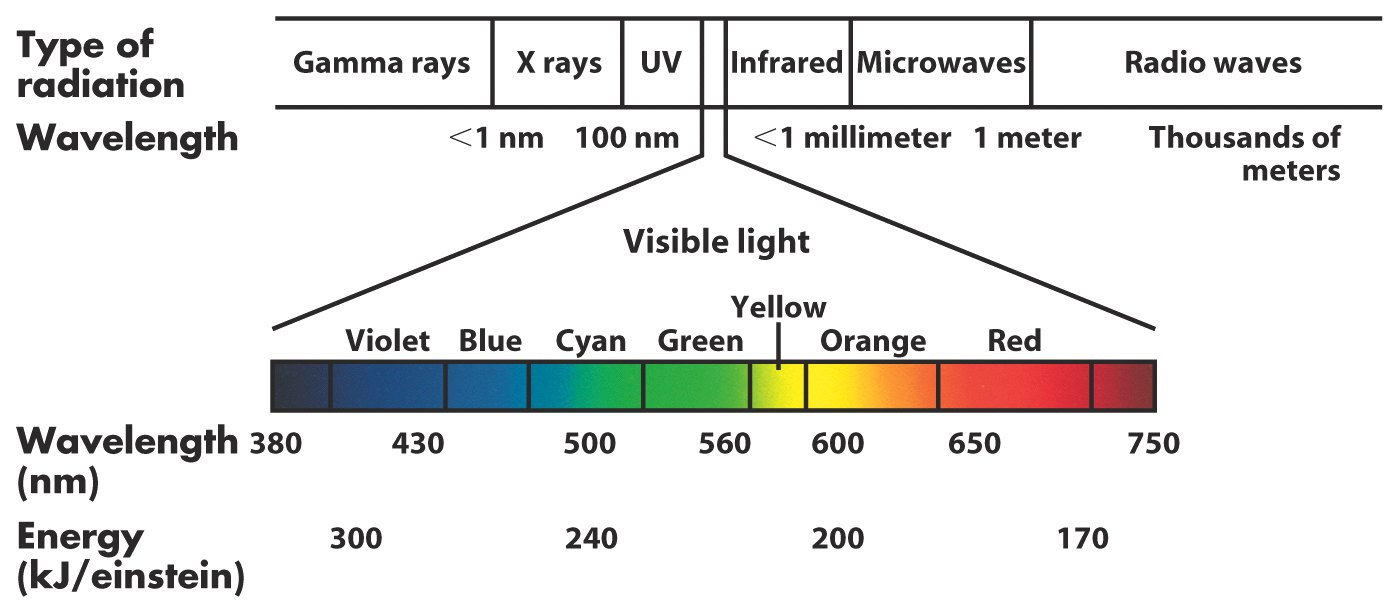 Type of radiation Gamma rays X rays UV Infrared Microwaves Radio waves
Wavelength <1 nm 100 nm <1 millimeter 1 meter Thousands of meters
Visible light
Yellow
Violet Blue Cyan Green Orange Red
Wavelength (nm) 380 430 500 560 600 650 750
Energy (kJ/einstein) 300 240 200 170